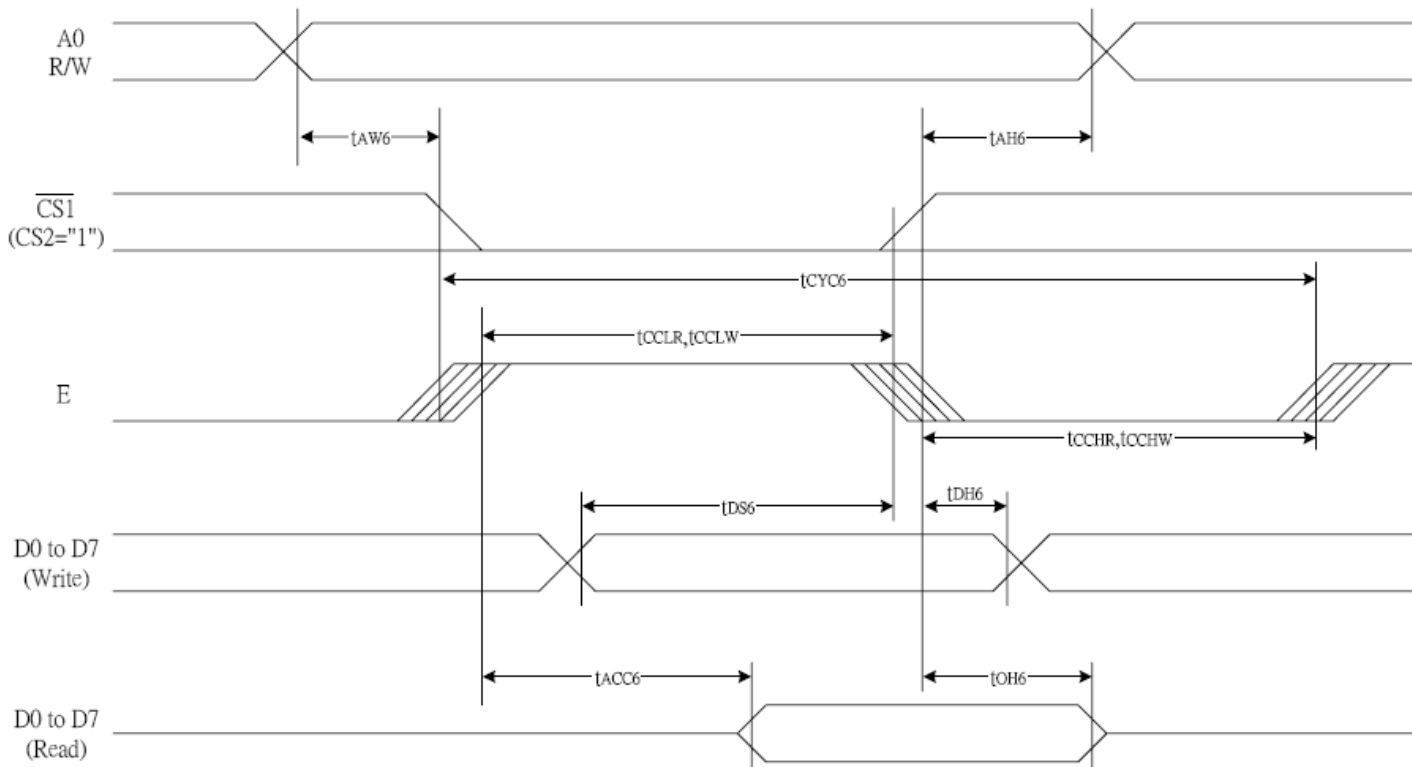 A0
R/W
tAW6
tAH6
CS1
(CS2="1")
tCYC6
tCCLR,tCCLW
E
tCCHR,tCCHW
tDS6
tDH6
D0 to D7
(Write)
tACC6
tOH6
D0 to D7
(Read)